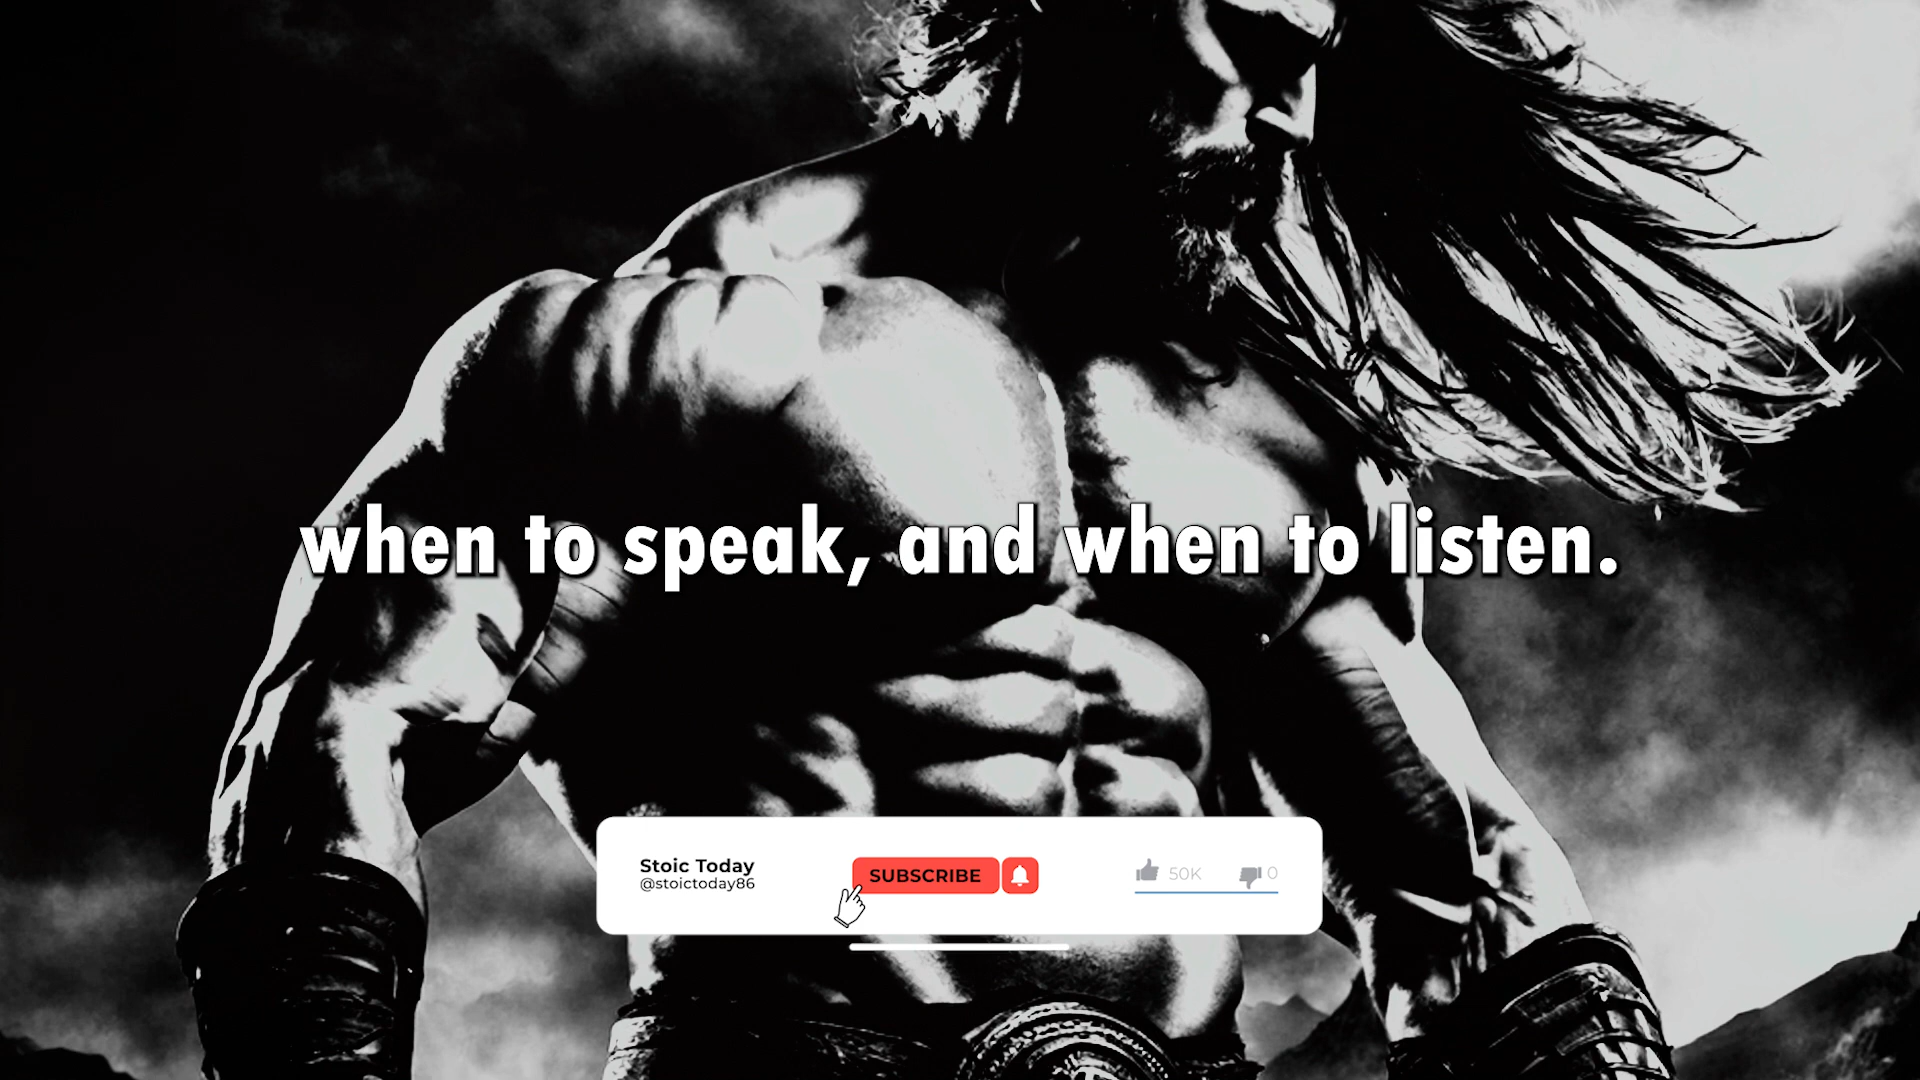 when to speak, and when to listen.
Stoic Today
@stoictoday86
SUBSCRIBE
50K
0